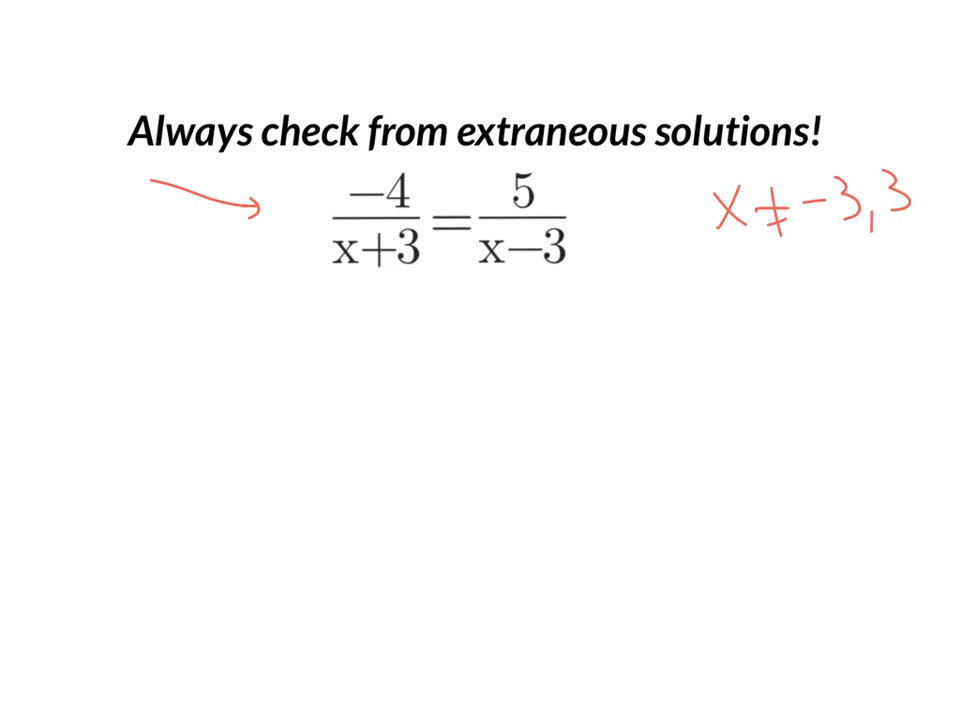 Always check from extraneous solutions!
−4/x+3 = 5/x−3
x ≠ −3, 3